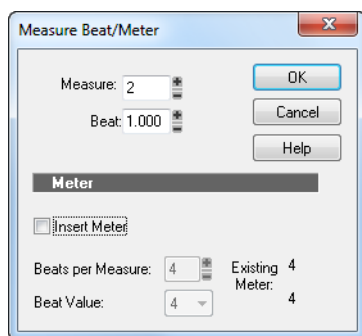 Measure Beat/Meter
Measure: 2
OK
Beat: 1.000
Cancel
Help
Meter
Insert Meter
Beats per Measure: 4
Existing Meter: 4
Beat Value: 4
4